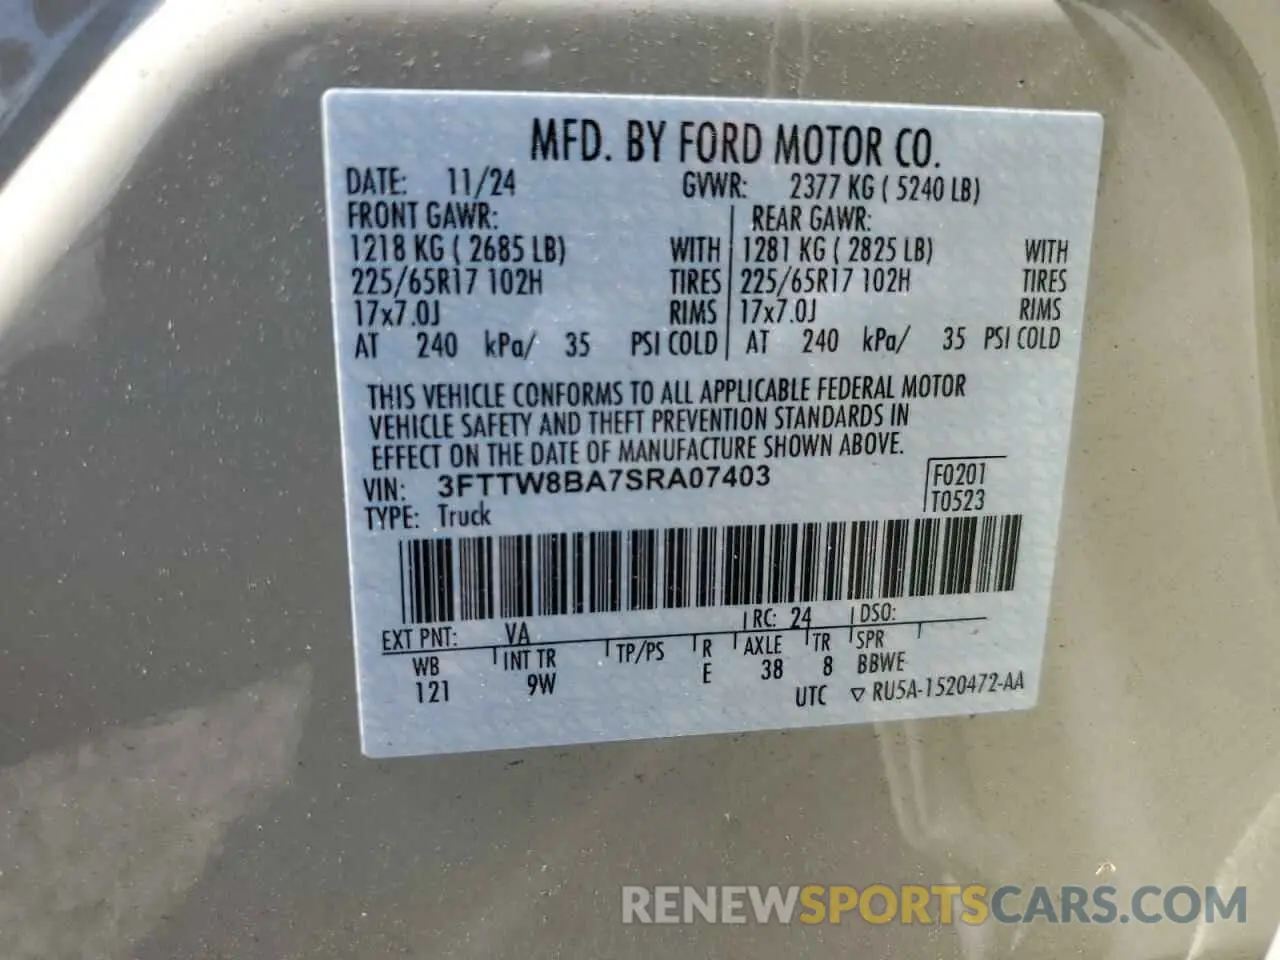 MFD. BY FORD MOTOR CO.
DATE: 11/24 GVWR: 2377 KG ( 5240 LB)
FRONT GAWR: REAR GAWR:
1218 KG ( 2685 LB) WITH 1281 KG ( 2825 LB) WITH
225/65R17 102H TIRES 225/65R17 102H TIRES
17x7.0J RIMS 17x7.0J RIMS
AT 240 kPa/ 35 PSI COLD AT 240 kPa/ 35 PSI COLD
THIS VEHICLE CONFORMS TO ALL APPLICABLE FEDERAL MOTOR
VEHICLE SAFETY AND THEFT PREVENTION STANDARDS IN
EFFECT ON THE DATE OF MANUFACTURE SHOWN ABOVE.
VIN: 3FTTW8BA7SRA07403 F0201
TYPE: Truck T0523
EXT PNT: VA RC: 24 DSO:
WB INT TR TP/PS R AXLE TR SPR
121 9W E 38 8 BBWE
UTC ▽ RU5A-1520472-AA
RENEWSPORTSCARS.COM